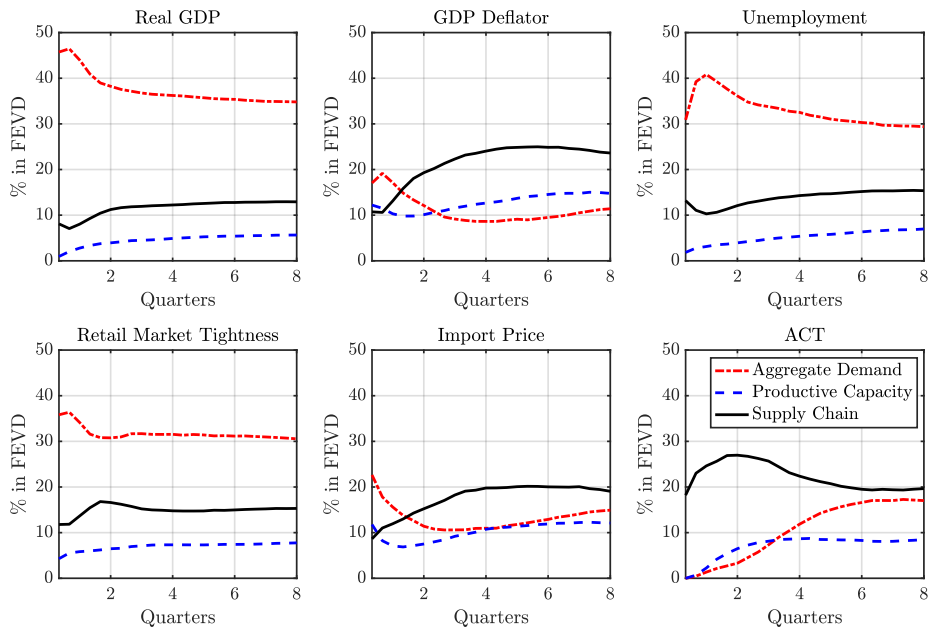 Real GDP
% in FEVD
50
40
30
20
10
0
2 4 6 8
Quarters
GDP Deflator
% in FEVD
50
40
30
20
10
0
2 4 6 8
Quarters
Unemployment
% in FEVD
50
40
30
20
10
0
2 4 6 8
Quarters
Retail Market Tightness
% in FEVD
50
40
30
20
10
0
2 4 6 8
Quarters
Import Price
% in FEVD
50
40
30
20
10
0
2 4 6 8
Quarters
ACT
% in FEVD
50
40
30
20
10
0
2 4 6 8
Quarters
Aggregate Demand
Productive Capacity
Supply Chain